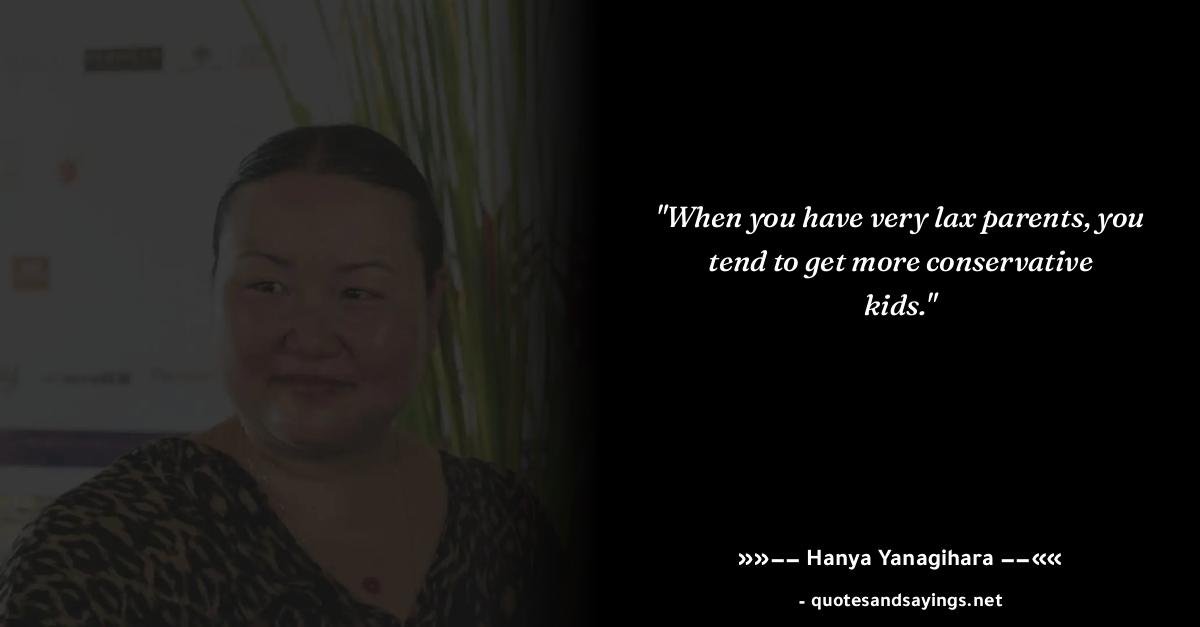 "When you have very lax parents, you
tend to get more conservative
kids."
»»−− Hanya Yanagihara −−««
- quotesandsayings.net